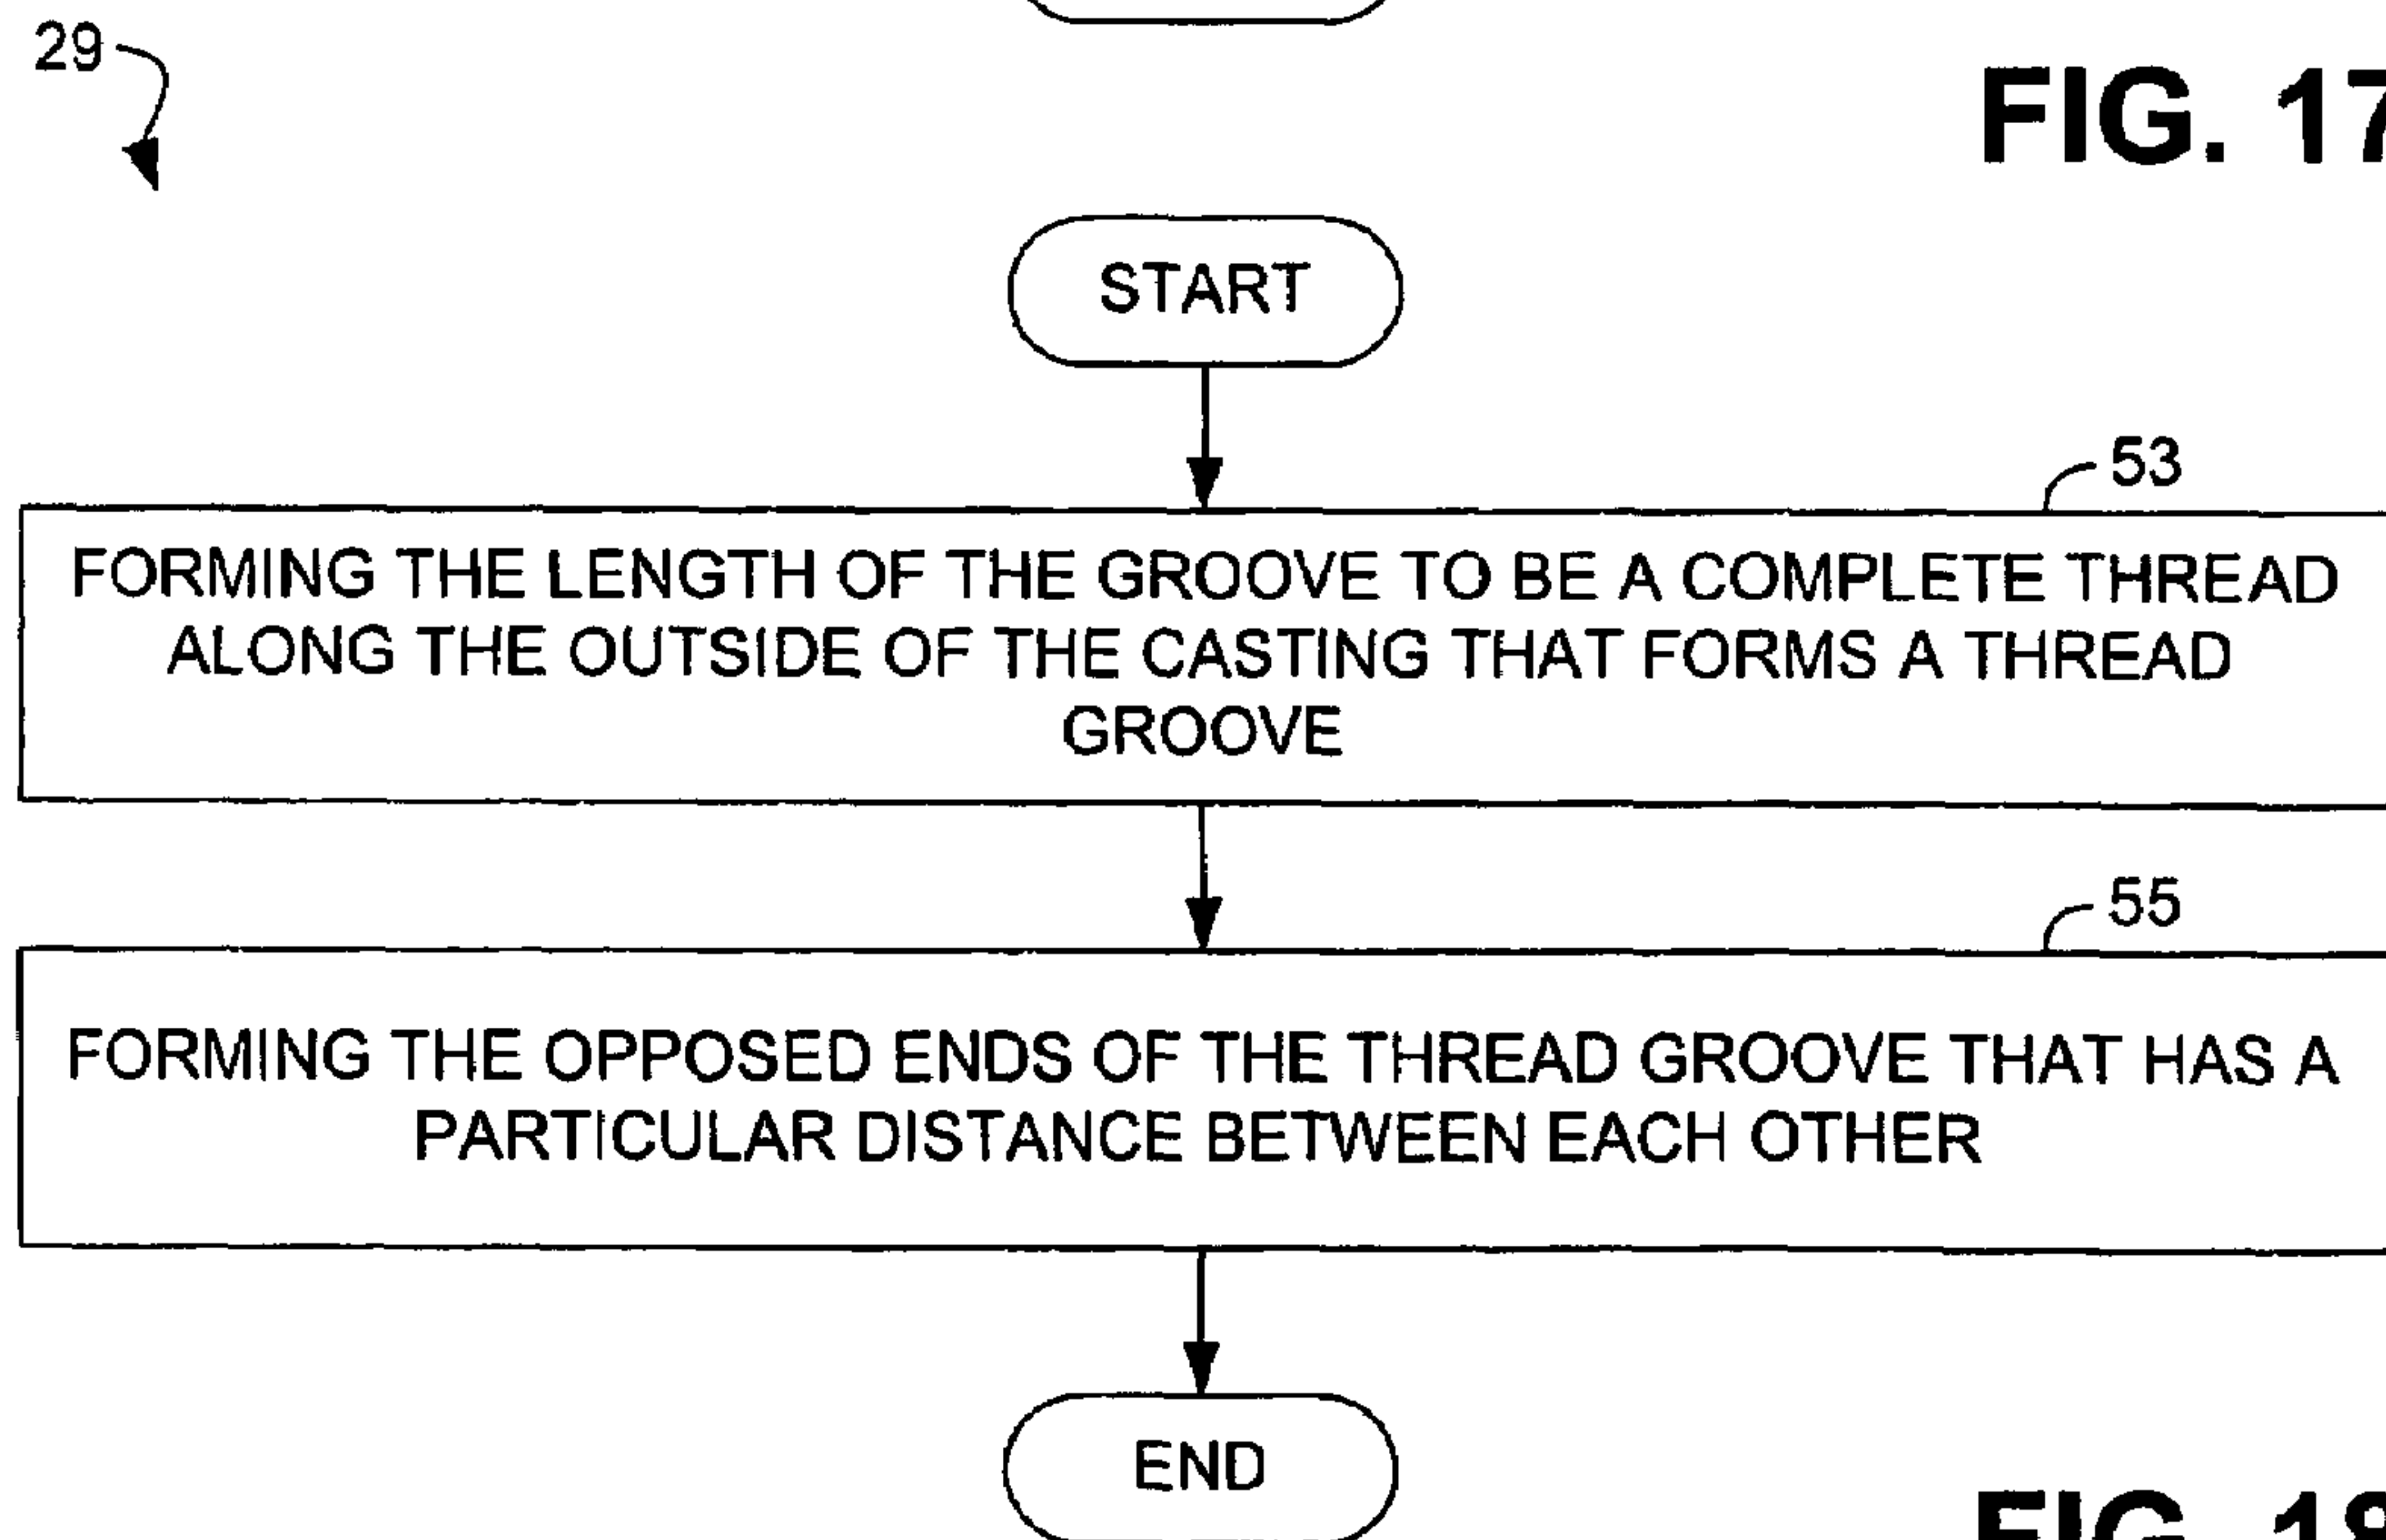 29
FIG. 17
START
53
FORMING THE LENGTH OF THE GROOVE TO BE A COMPLETE THREAD
ALONG THE OUTSIDE OF THE CASTING THAT FORMS A THREAD
GROOVE
55
FORMING THE OPPOSED ENDS OF THE THREAD GROOVE THAT HAS A
PARTICULAR DISTANCE BETWEEN EACH OTHER
END
FIG. 18